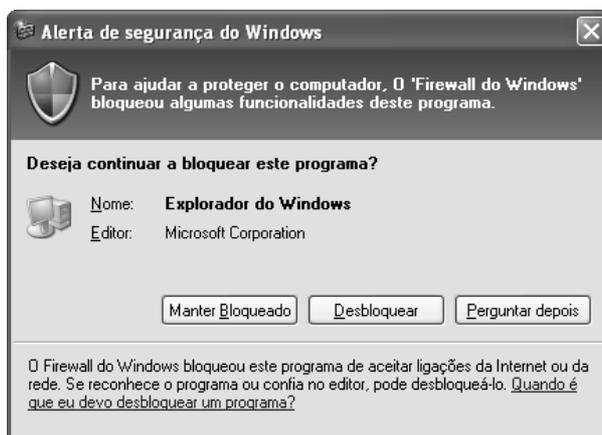 Alerta de segurança do Windows
Para ajudar a proteger o computador, O 'Firewall do Windows'
bloqueou algumas funcionalidades deste programa.
Deseja continuar a bloquear este programa?
Nome: Explorador do Windows
Editor: Microsoft Corporation
Manter Bloqueado Desbloquear Perguntar depois
O Firewall do Windows bloqueou este programa de aceitar ligações da Internet ou da
rede. Se reconhece o programa ou confia no editor, pode desbloqueá-lo. Quando é
que eu devo desbloquear um programa?